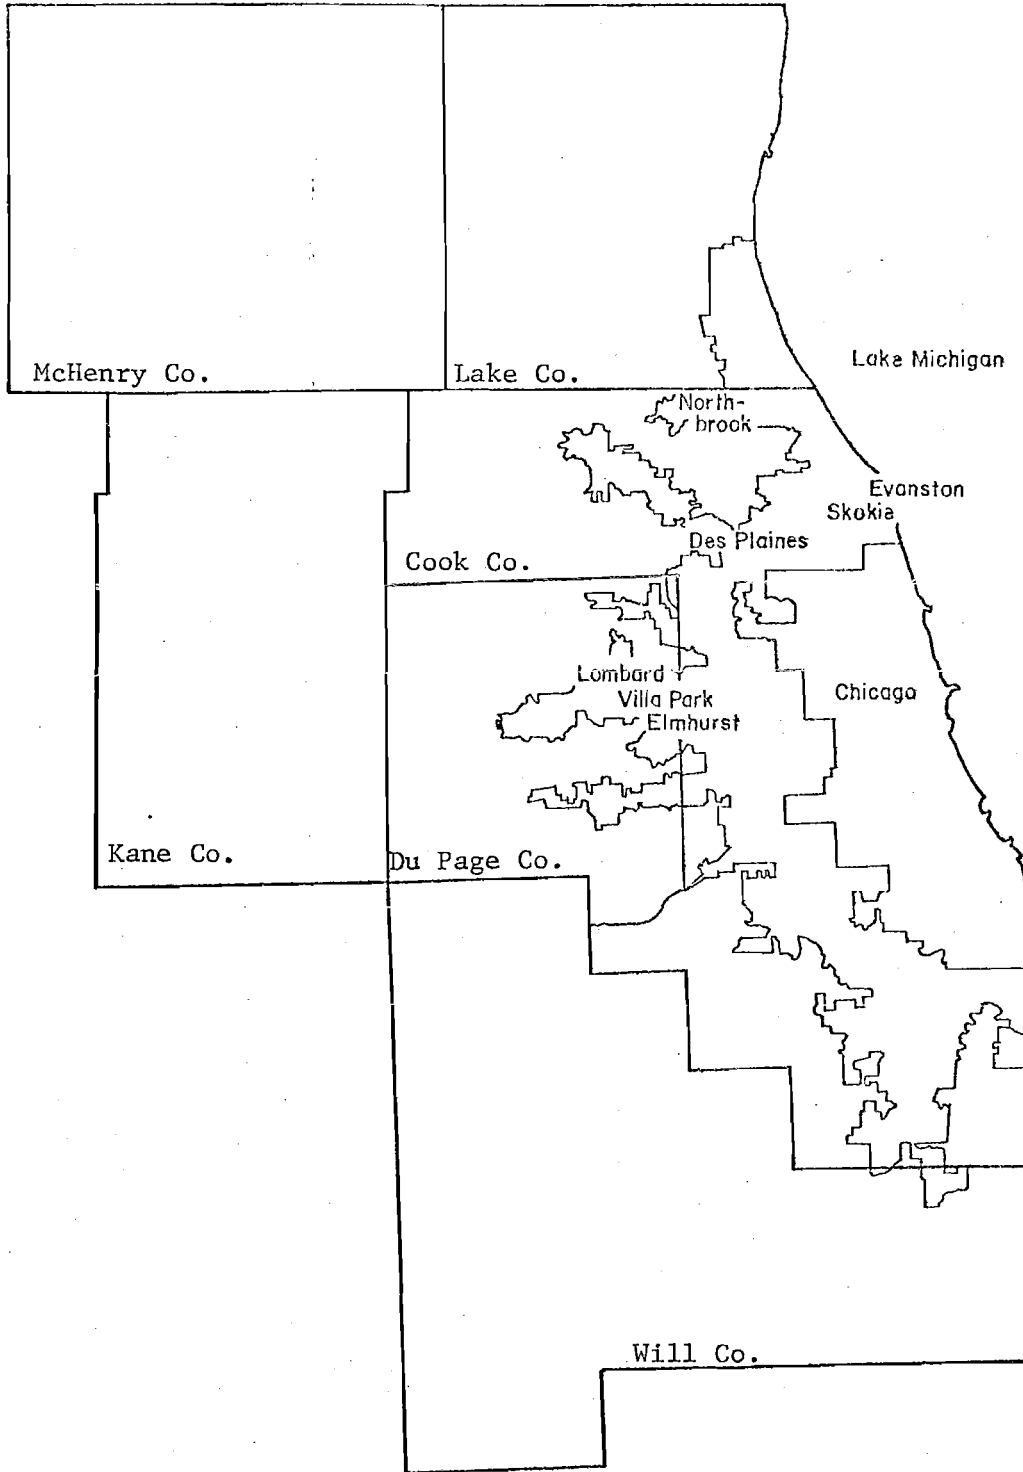 McHenry Co.
Lake Co.
Lake Michigan
North-
brook
Evanston
Skokie
Des Plaines
Cook Co.
Lombard
Villa Park
Chicago
Elmhurst
Kane Co.
Du Page Co.
Will Co.